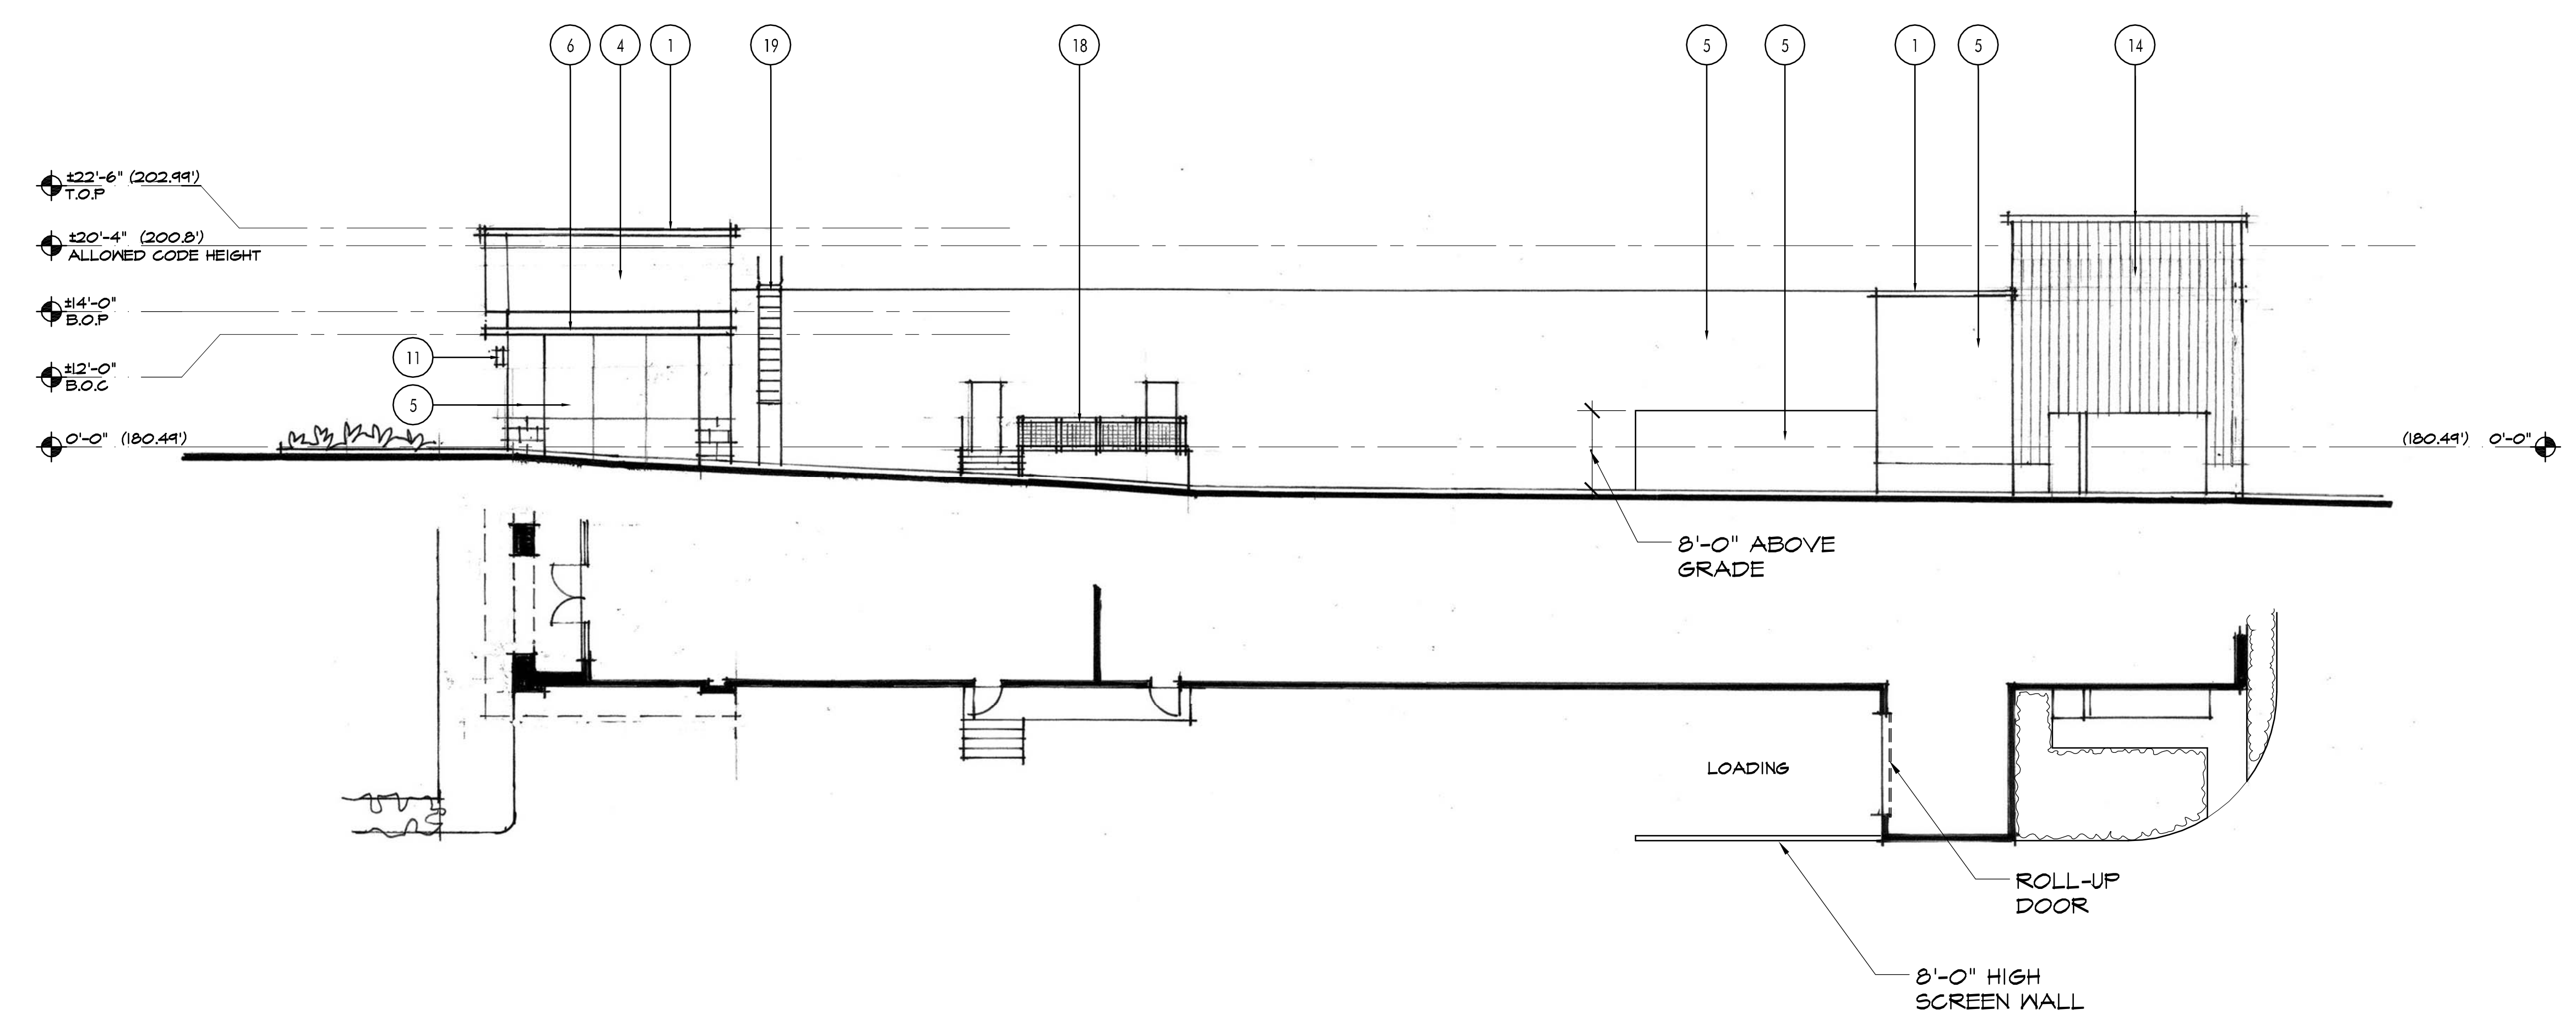 6 4 1 19 18 5 5 1 5 14
±22'-6" (202.99')
T.O.P
±20'-4" (200.8')
ALLOWED CODE HEIGHT
±14'-0"
B.O.P
11
±12'-0"
B.O.C
5
0'-0" (180.49')
(180.49') 0'-0"
8'-0" ABOVE
GRADE
LOADING
ROLL-UP
DOOR
8'-0" HIGH
SCREEN WALL